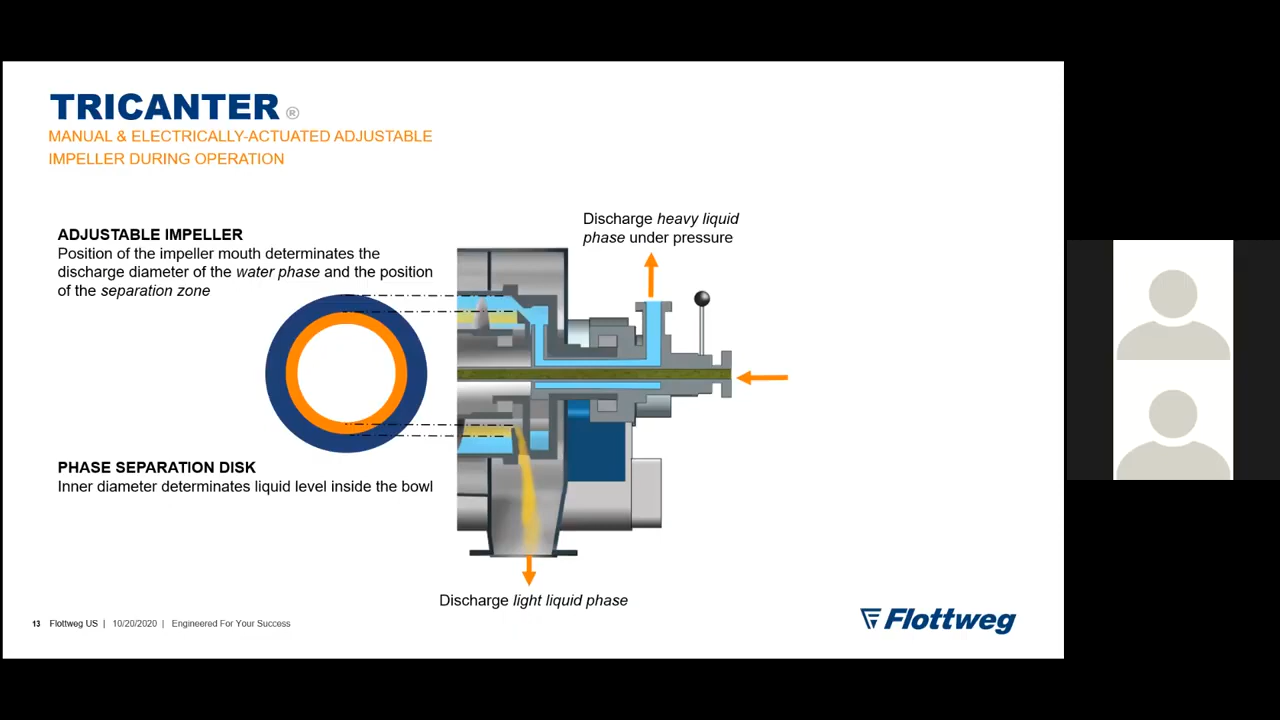 TRICANTER ®
MANUAL & ELECTRICALLY-ACTUATED ADJUSTABLE
IMPELLER DURING OPERATION
ADJUSTABLE IMPELLER
Position of the impeller mouth determinates the
discharge diameter of the water phase and the position
of the separation zone
Discharge heavy liquid
phase under pressure
PHASE SEPARATION DISK
Inner diameter determinates liquid level inside the bowl
Discharge light liquid phase
13 Flottweg US | 10/20/2020 | Engineered For Your Success
Flottweg